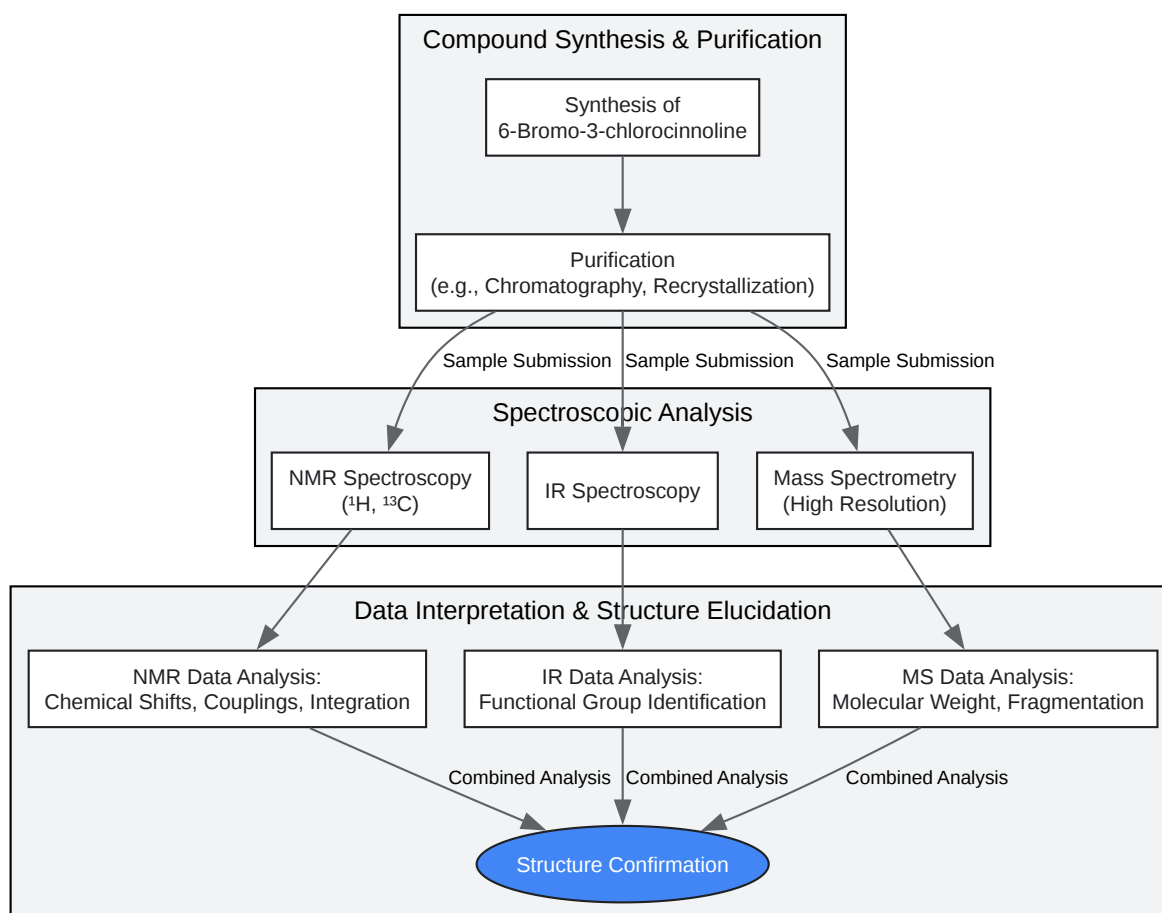 Compound Synthesis & Purification
Synthesis of
6-Bromo-3-chlorocinnoline
Purification
(e.g., Chromatography, Recrystallization)
Sample Submission
Sample Submission
Sample Submission
Spectroscopic Analysis
NMR Spectroscopy
(¹H, ¹³C)
IR Spectroscopy
Mass Spectrometry
(High Resolution)
Data Interpretation & Structure Elucidation
NMR Data Analysis:
Chemical Shifts, Couplings, Integration
IR Data Analysis:
Functional Group Identification
MS Data Analysis:
Molecular Weight, Fragmentation
Combined Analysis
Combined Analysis
Combined Analysis
Structure Confirmation